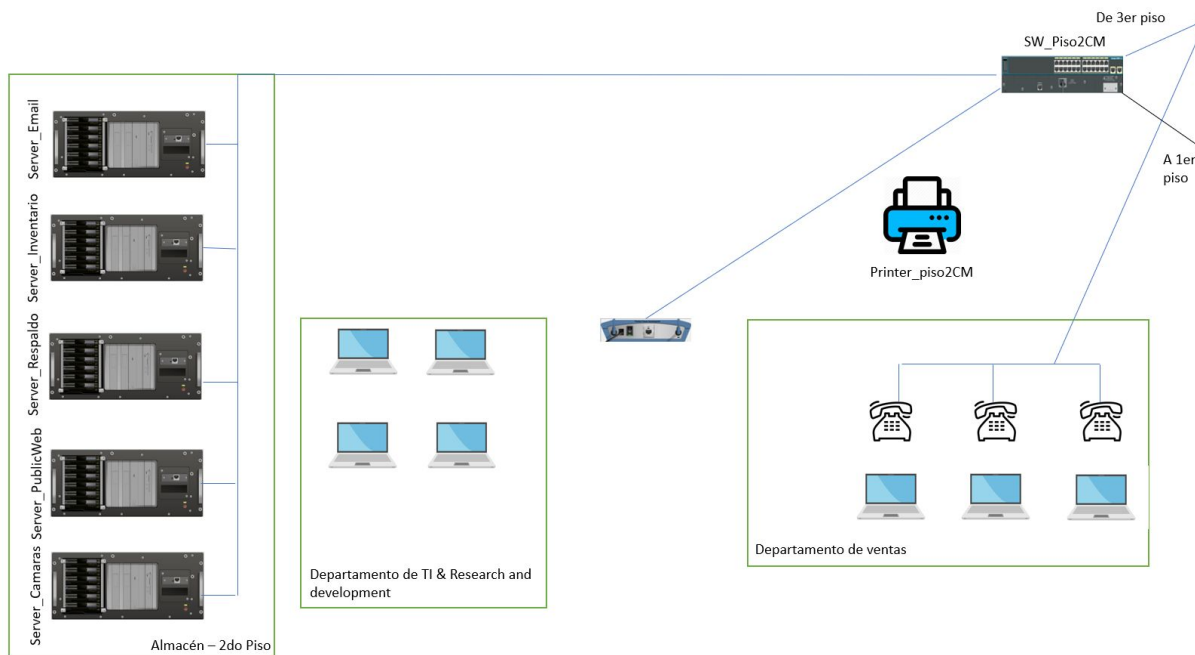 De 3er piso
SW_Piso2CM
A 1er
piso
Printer_piso2CM
Server_Email
Server_Inventario
Server_Respaldo
Server_PublicWeb
Server_Camaras
Departamento de TI & Research and
development
Departamento de ventas
Almacén – 2do Piso